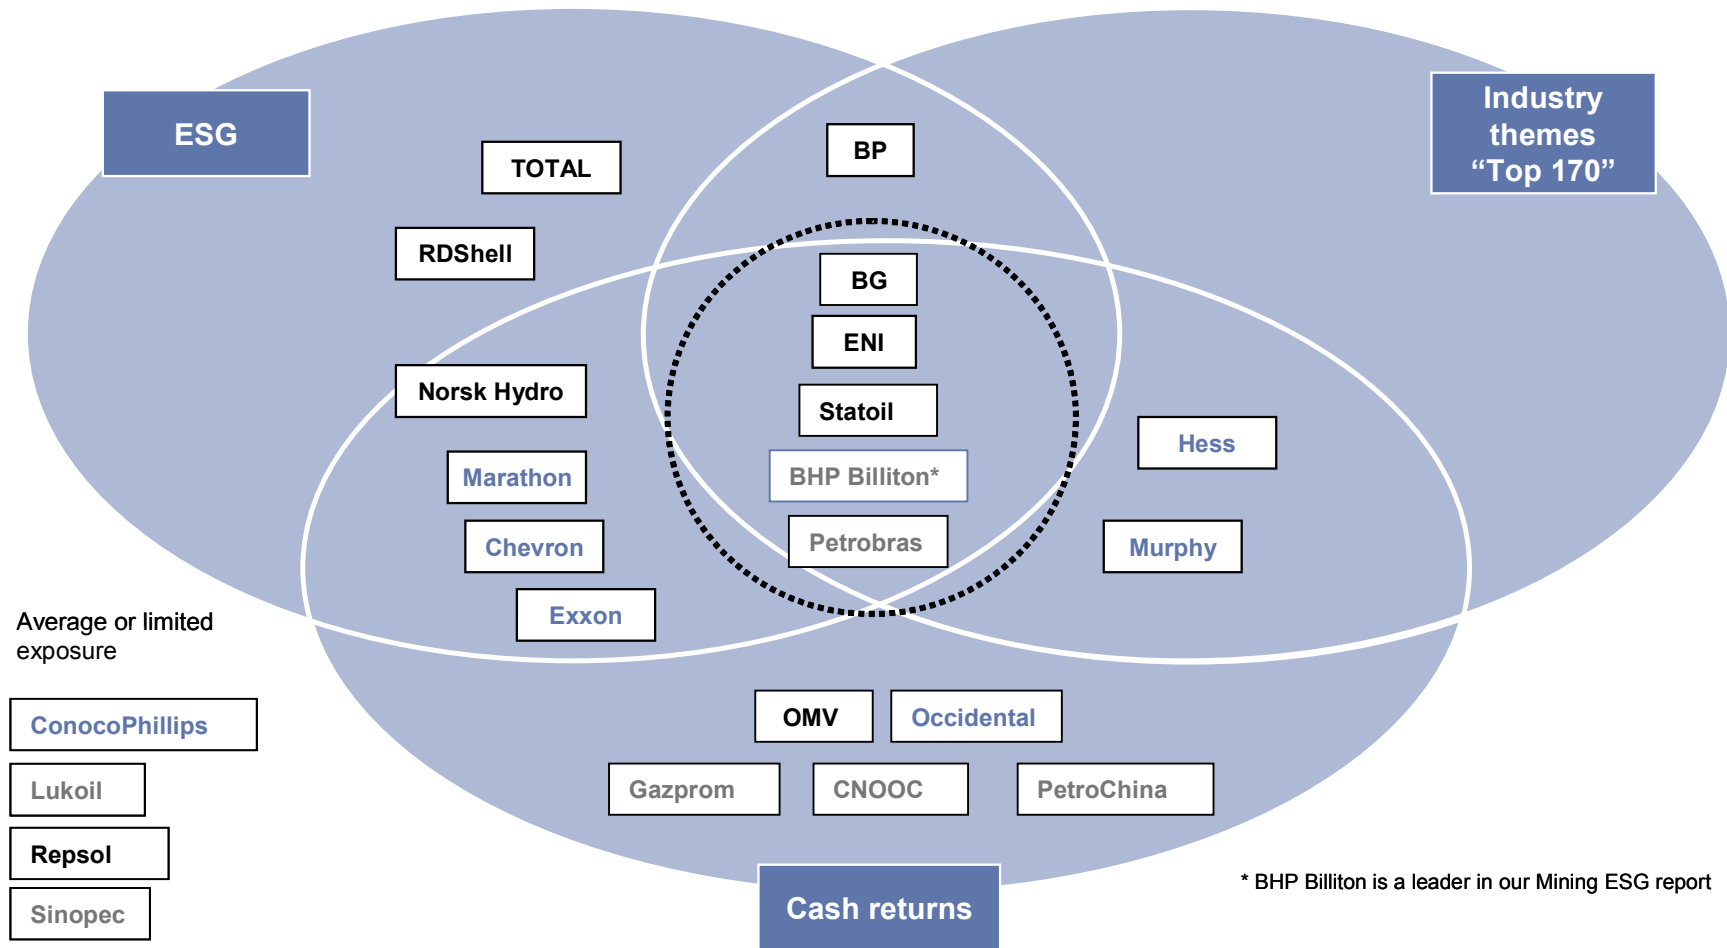 ESG
Industry
themes
“Top 170”
TOTAL
BP
RDShell
BG
ENI
Norsk Hydro
Statoil
Hess
Marathon
BHP Billiton*
Chevron
Petrobras
Murphy
Exxon
Average or limited
exposure
ConocoPhillips
OMV
Occidental
Lukoil
Gazprom
CNOOC
PetroChina
Repsol
Sinopec
Cash returns
* BHP Billiton is a leader in our Mining ESG report